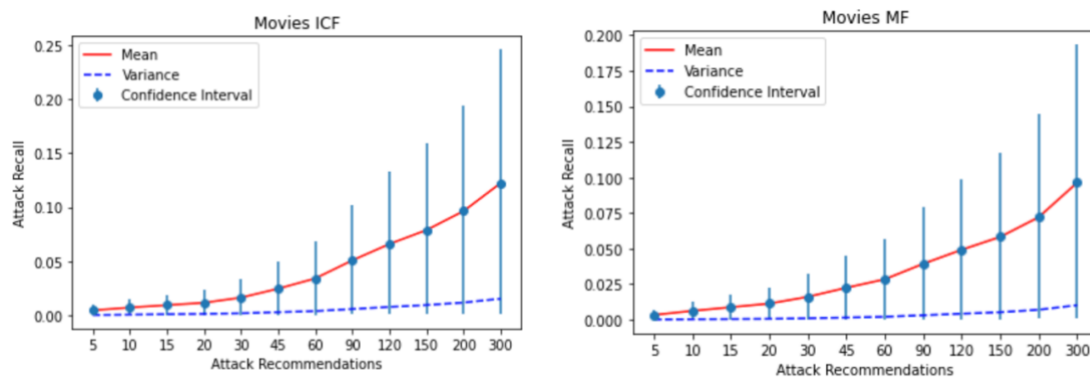 Movies ICF
0.25
0.20
0.15
0.10
0.05
0.00
Attack Recall
Mean
Variance
Confidence Interval
5 10 15 20 30 45 60 90 120 150 200 300
Attack Recommendations
Movies MF
0.200
0.175
0.150
0.125
0.100
0.075
0.050
0.025
0.000
Attack Recall
Mean
Variance
Confidence Interval
5 10 15 20 30 45 60 90 120 150 200 300
Attack Recommendations